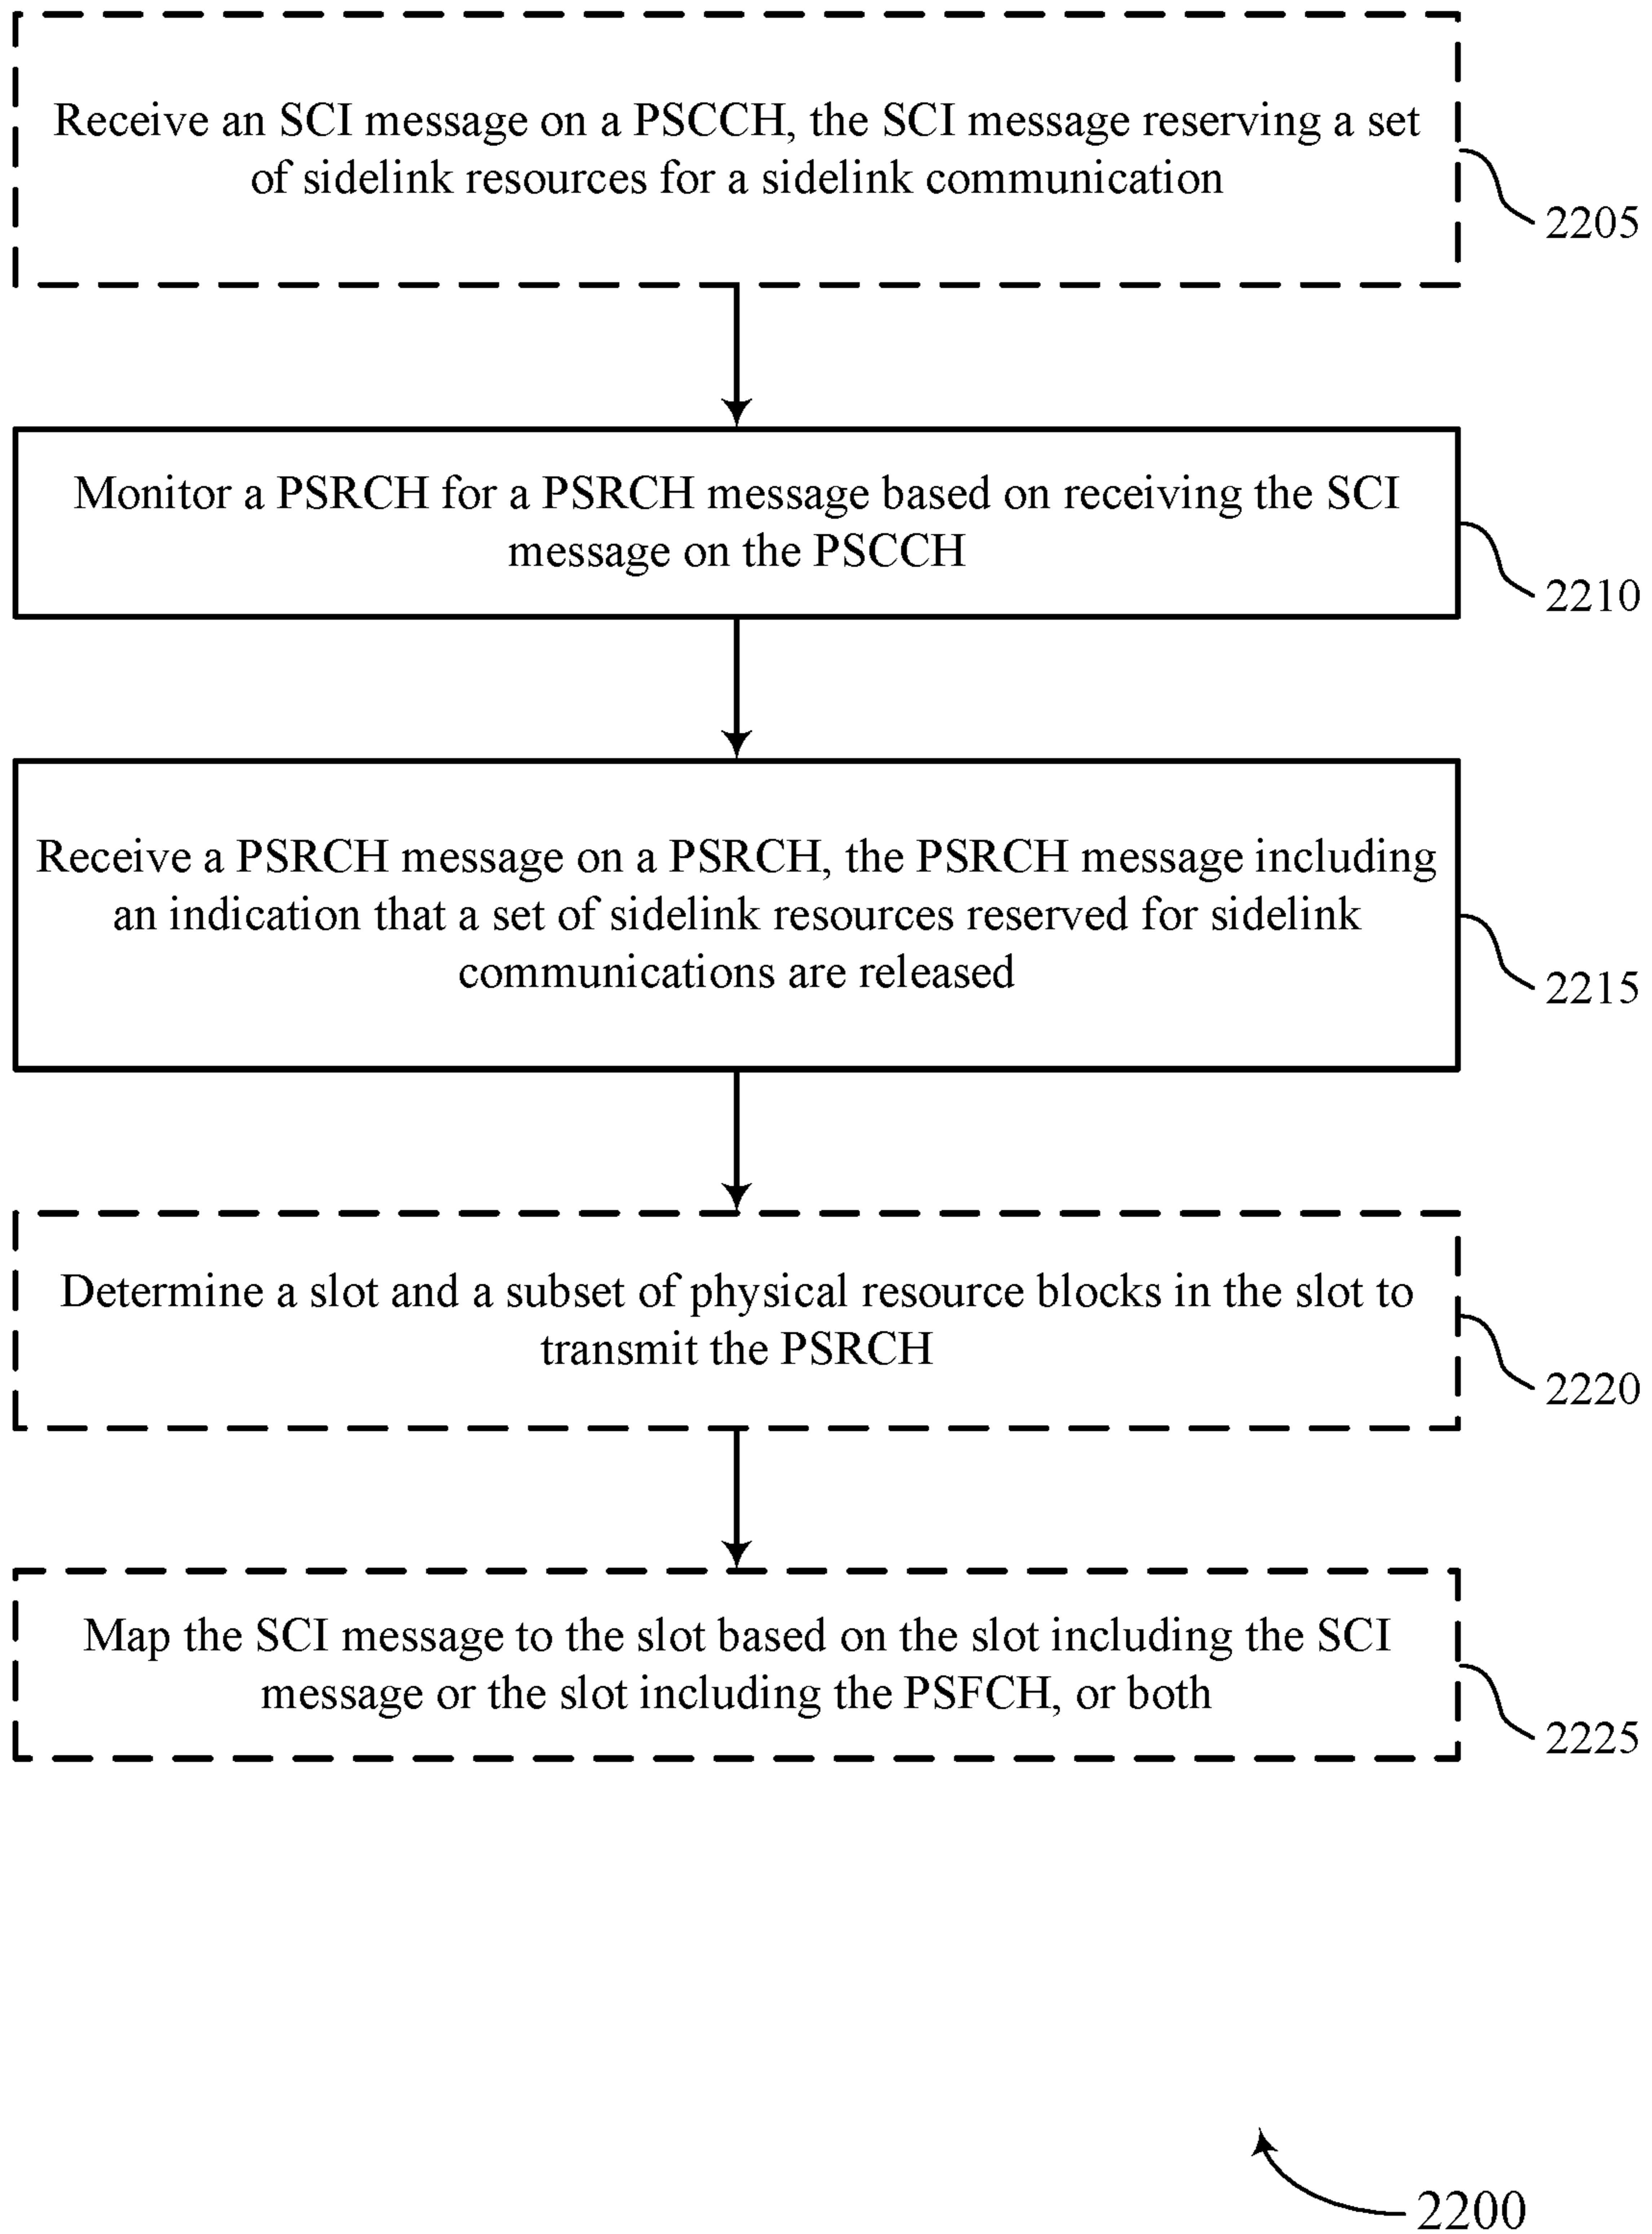 Receive an SCI message on a PSCCH, the SCI message reserving a set
of sidelink resources for a sidelink communication
2205
Monitor a PSRCH for a PSRCH message based on receiving the SCI
message on the PSCCH
2210
Receive a PSRCH message on a PSRCH, the PSRCH message including
an indication that a set of sidelink resources reserved for sidelink
communications are released
2215
Determine a slot and a subset of physical resource blocks in the slot to
transmit the PSRCH
2220
Map the SCI message to the slot based on the slot including the SCI
message or the slot including the PSFCH, or both
2225
2200